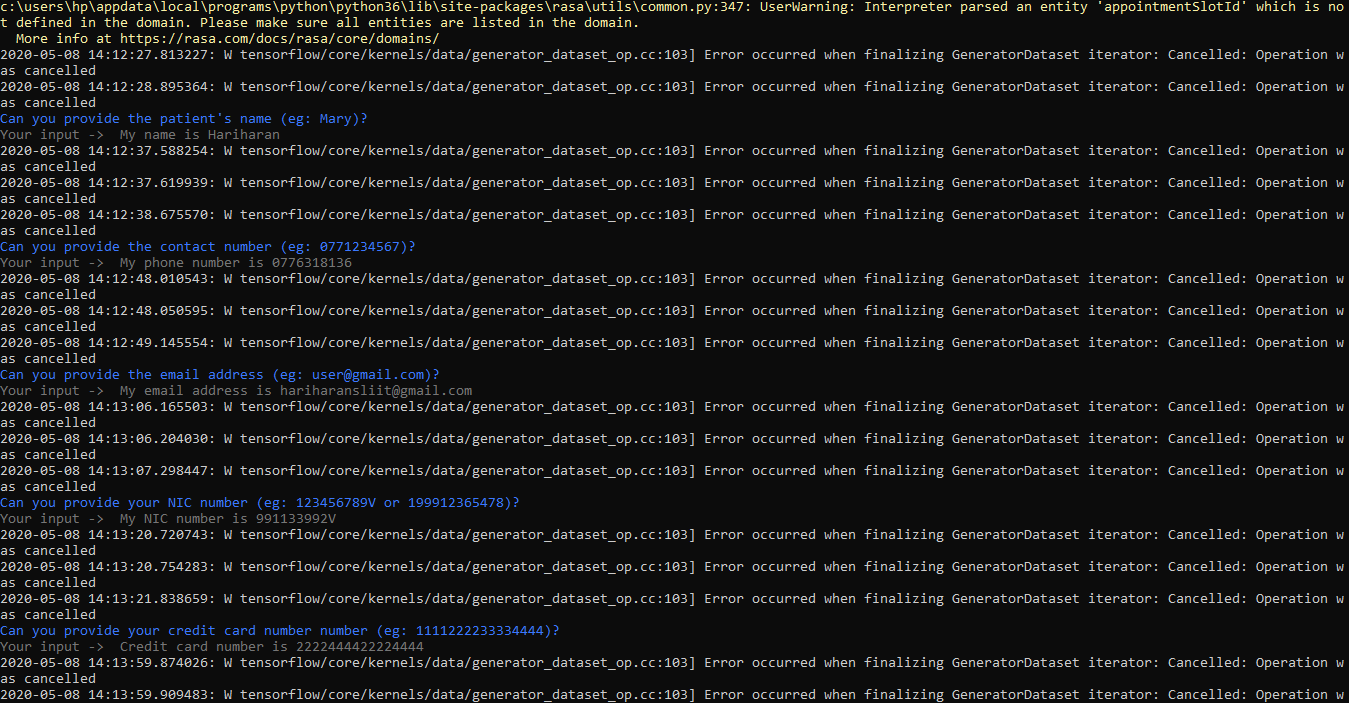 c:\users\hp\appdata\local\programs\python\python36\lib\site-packages\rasa\utils\common.py:347: UserWarning: Interpreter parsed an entity 'appointmentSlotId' which is no
t defined in the domain. Please make sure all entities are listed in the domain.
  More info at https://rasa.com/docs/rasa/core/domains/
2020-05-08 14:12:27.813227: W tensorflow/core/kernels/data/generator_dataset_op.cc:103] Error occurred when finalizing GeneratorDataset iterator: Cancelled: Operation w
as cancelled
2020-05-08 14:12:28.895364: W tensorflow/core/kernels/data/generator_dataset_op.cc:103] Error occurred when finalizing GeneratorDataset iterator: Cancelled: Operation w
as cancelled
Can you provide the patient's name (eg: Mary)?
Your input ->  My name is Hariharan
2020-05-08 14:12:37.588254: W tensorflow/core/kernels/data/generator_dataset_op.cc:103] Error occurred when finalizing GeneratorDataset iterator: Cancelled: Operation w
as cancelled
2020-05-08 14:12:37.619939: W tensorflow/core/kernels/data/generator_dataset_op.cc:103] Error occurred when finalizing GeneratorDataset iterator: Cancelled: Operation w
as cancelled
2020-05-08 14:12:38.675570: W tensorflow/core/kernels/data/generator_dataset_op.cc:103] Error occurred when finalizing GeneratorDataset iterator: Cancelled: Operation w
as cancelled
Can you provide the contact number (eg: 0771234567)?
Your input ->  My phone number is 0776318136
2020-05-08 14:12:48.010543: W tensorflow/core/kernels/data/generator_dataset_op.cc:103] Error occurred when finalizing GeneratorDataset iterator: Cancelled: Operation w
as cancelled
2020-05-08 14:12:48.050595: W tensorflow/core/kernels/data/generator_dataset_op.cc:103] Error occurred when finalizing GeneratorDataset iterator: Cancelled: Operation w
as cancelled
2020-05-08 14:12:49.145554: W tensorflow/core/kernels/data/generator_dataset_op.cc:103] Error occurred when finalizing GeneratorDataset iterator: Cancelled: Operation w
as cancelled
Can you provide the email address (eg: user@gmail.com)?
Your input ->  My email address is hariharansliit@gmail.com
2020-05-08 14:13:06.165503: W tensorflow/core/kernels/data/generator_dataset_op.cc:103] Error occurred when finalizing GeneratorDataset iterator: Cancelled: Operation w
as cancelled
2020-05-08 14:13:06.204030: W tensorflow/core/kernels/data/generator_dataset_op.cc:103] Error occurred when finalizing GeneratorDataset iterator: Cancelled: Operation w
as cancelled
2020-05-08 14:13:07.298447: W tensorflow/core/kernels/data/generator_dataset_op.cc:103] Error occurred when finalizing GeneratorDataset iterator: Cancelled: Operation w
as cancelled
Can you provide your NIC number (eg: 123456789V or 199912365478)?
Your input ->  My NIC number is 991133992V
2020-05-08 14:13:20.720743: W tensorflow/core/kernels/data/generator_dataset_op.cc:103] Error occurred when finalizing GeneratorDataset iterator: Cancelled: Operation w
as cancelled
2020-05-08 14:13:20.754283: W tensorflow/core/kernels/data/generator_dataset_op.cc:103] Error occurred when finalizing GeneratorDataset iterator: Cancelled: Operation w
as cancelled
2020-05-08 14:13:21.838659: W tensorflow/core/kernels/data/generator_dataset_op.cc:103] Error occurred when finalizing GeneratorDataset iterator: Cancelled: Operation w
as cancelled
Can you provide your credit card number number (eg: 1111222233334444)?
Your input ->  Credit card number is 2222444422224444
2020-05-08 14:13:59.874026: W tensorflow/core/kernels/data/generator_dataset_op.cc:103] Error occurred when finalizing GeneratorDataset iterator: Cancelled: Operation w
as cancelled
2020-05-08 14:13:59.909483: W tensorflow/core/kernels/data/generator_dataset_op.cc:103] Error occurred when finalizing GeneratorDataset iterator: Cancelled: Operation w